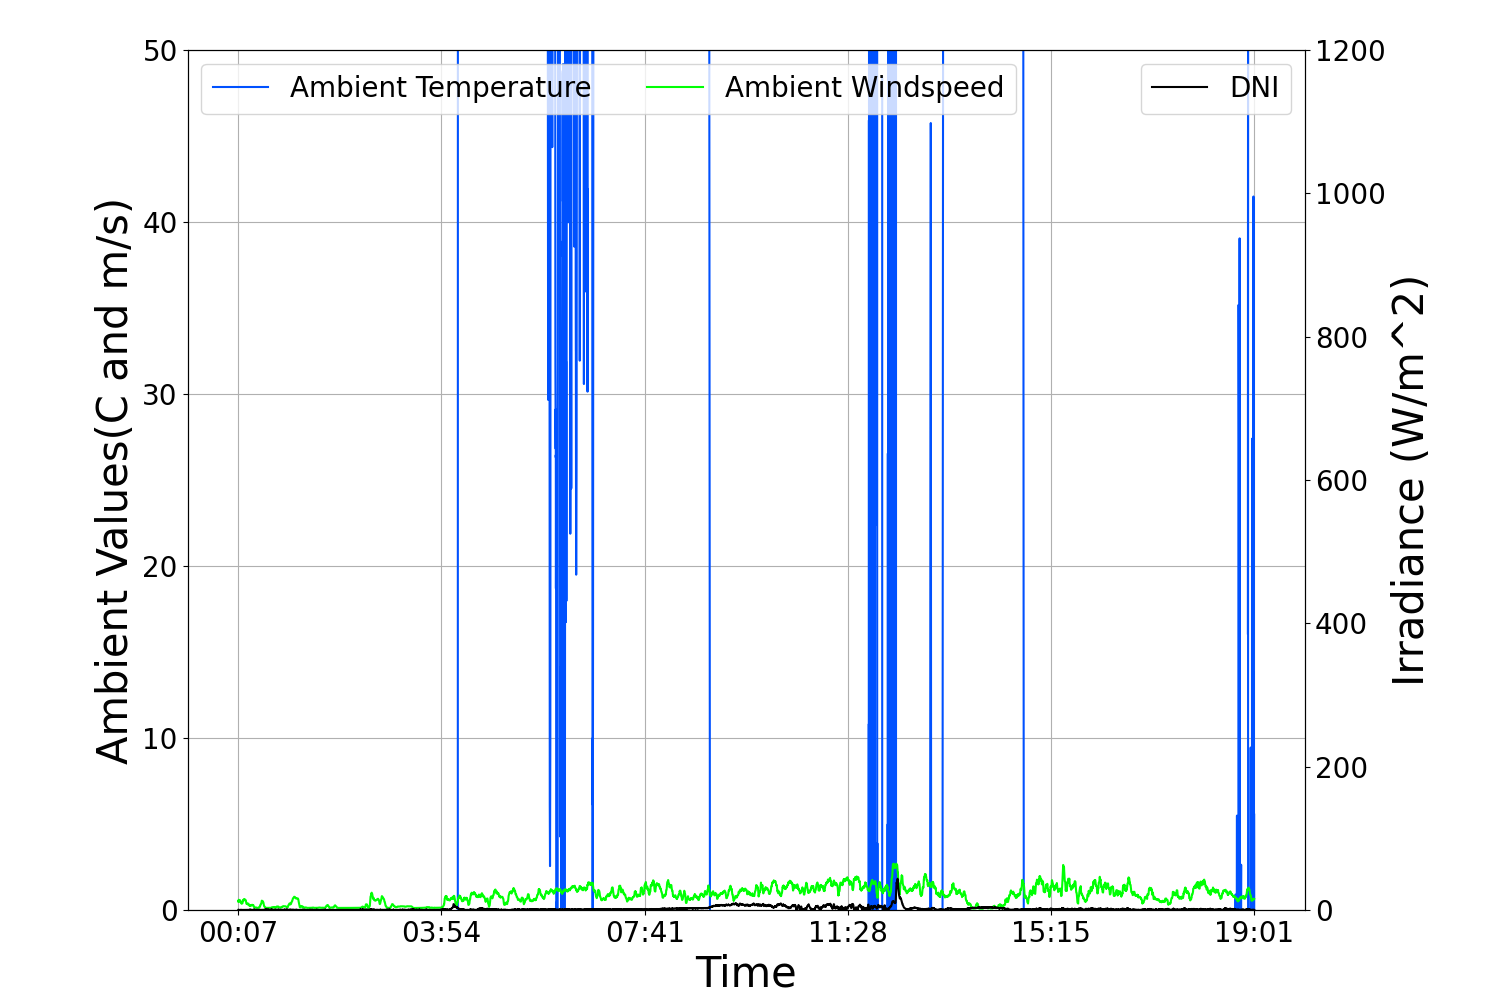 Ambient Temperature Ambient Windspeed DNI
50
40
30
20
10
0
Ambient Values(C and m/s)
1200
1000
800
600
400
200
0
Irradiance (W/m^2)
00:07 03:54 07:41 11:28 15:15 19:01
Time